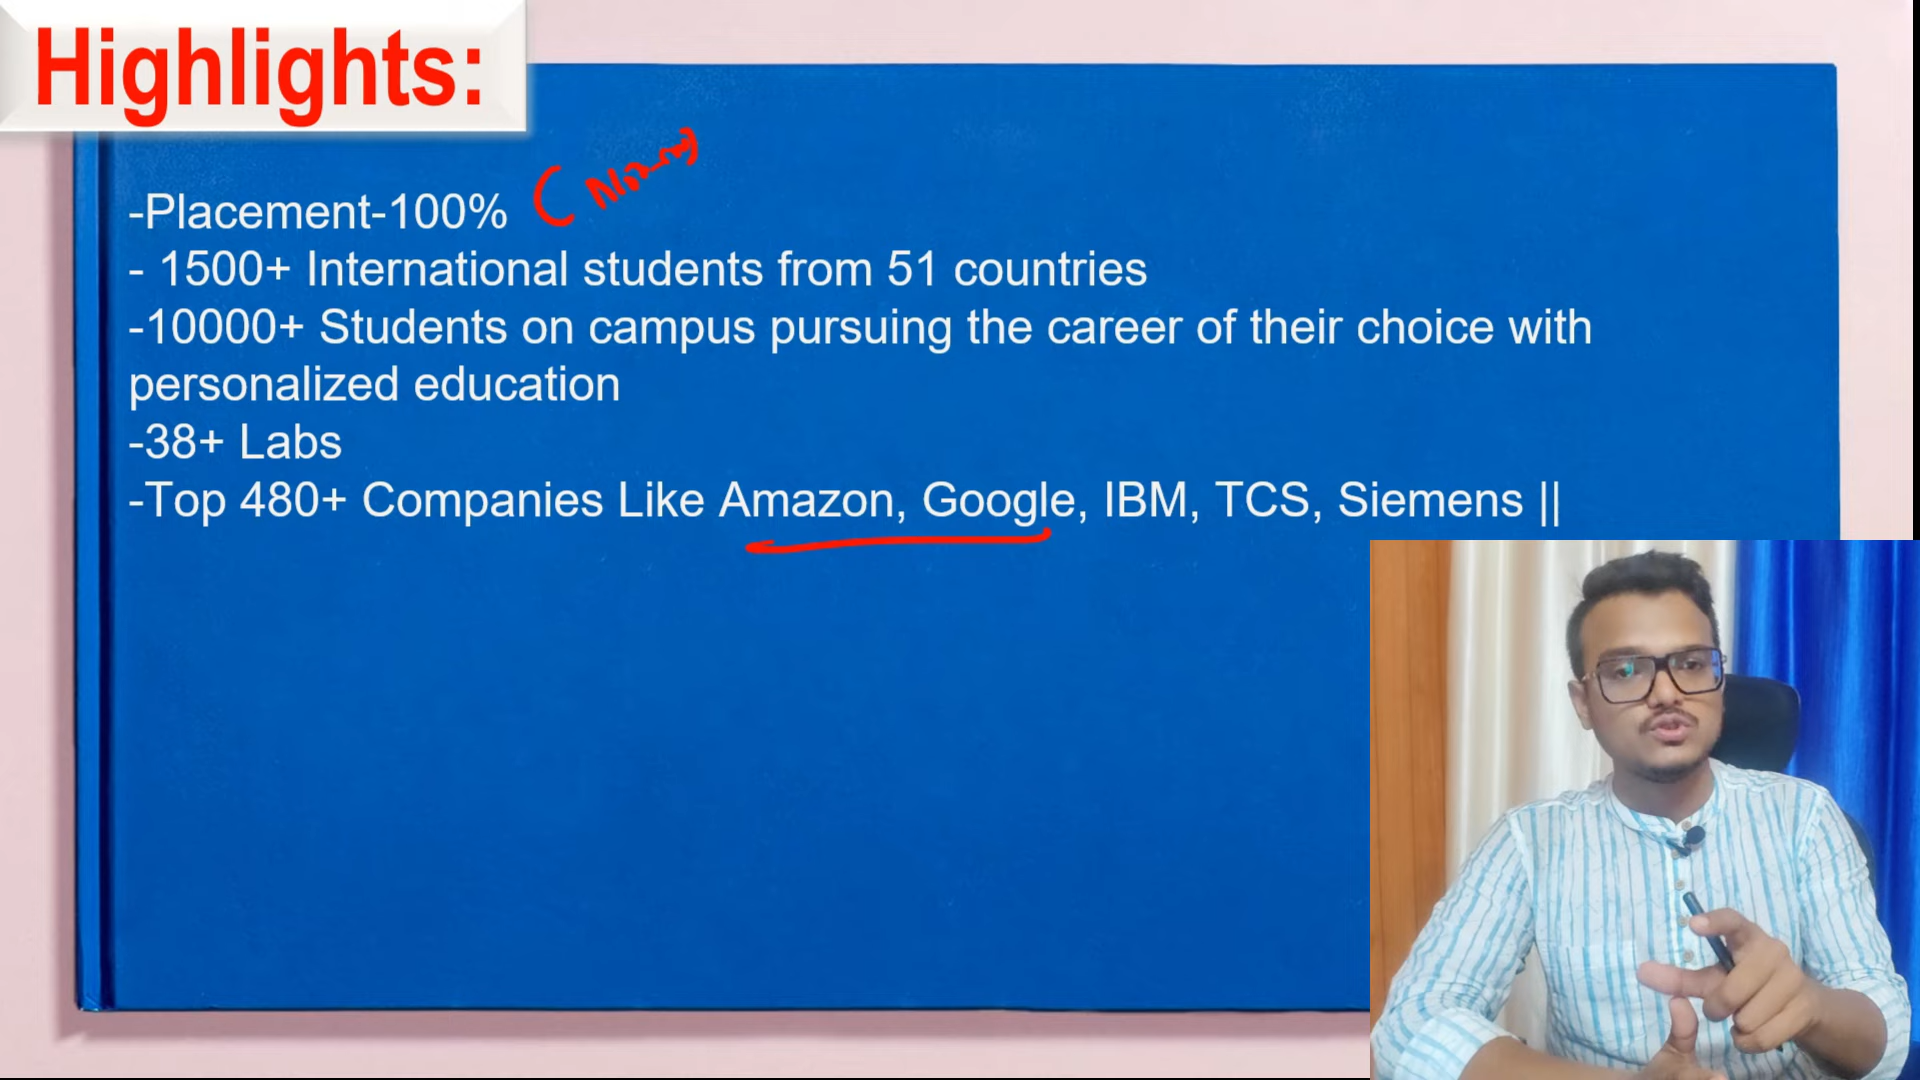 Highlights:
-Placement-100%
- 1500+ International students from 51 countries
-10000+ Students on campus pursuing the career of their choice with
personalized education
-38+ Labs
-Top 480+ Companies Like Amazon, Google, IBM, TCS, Siemens ||